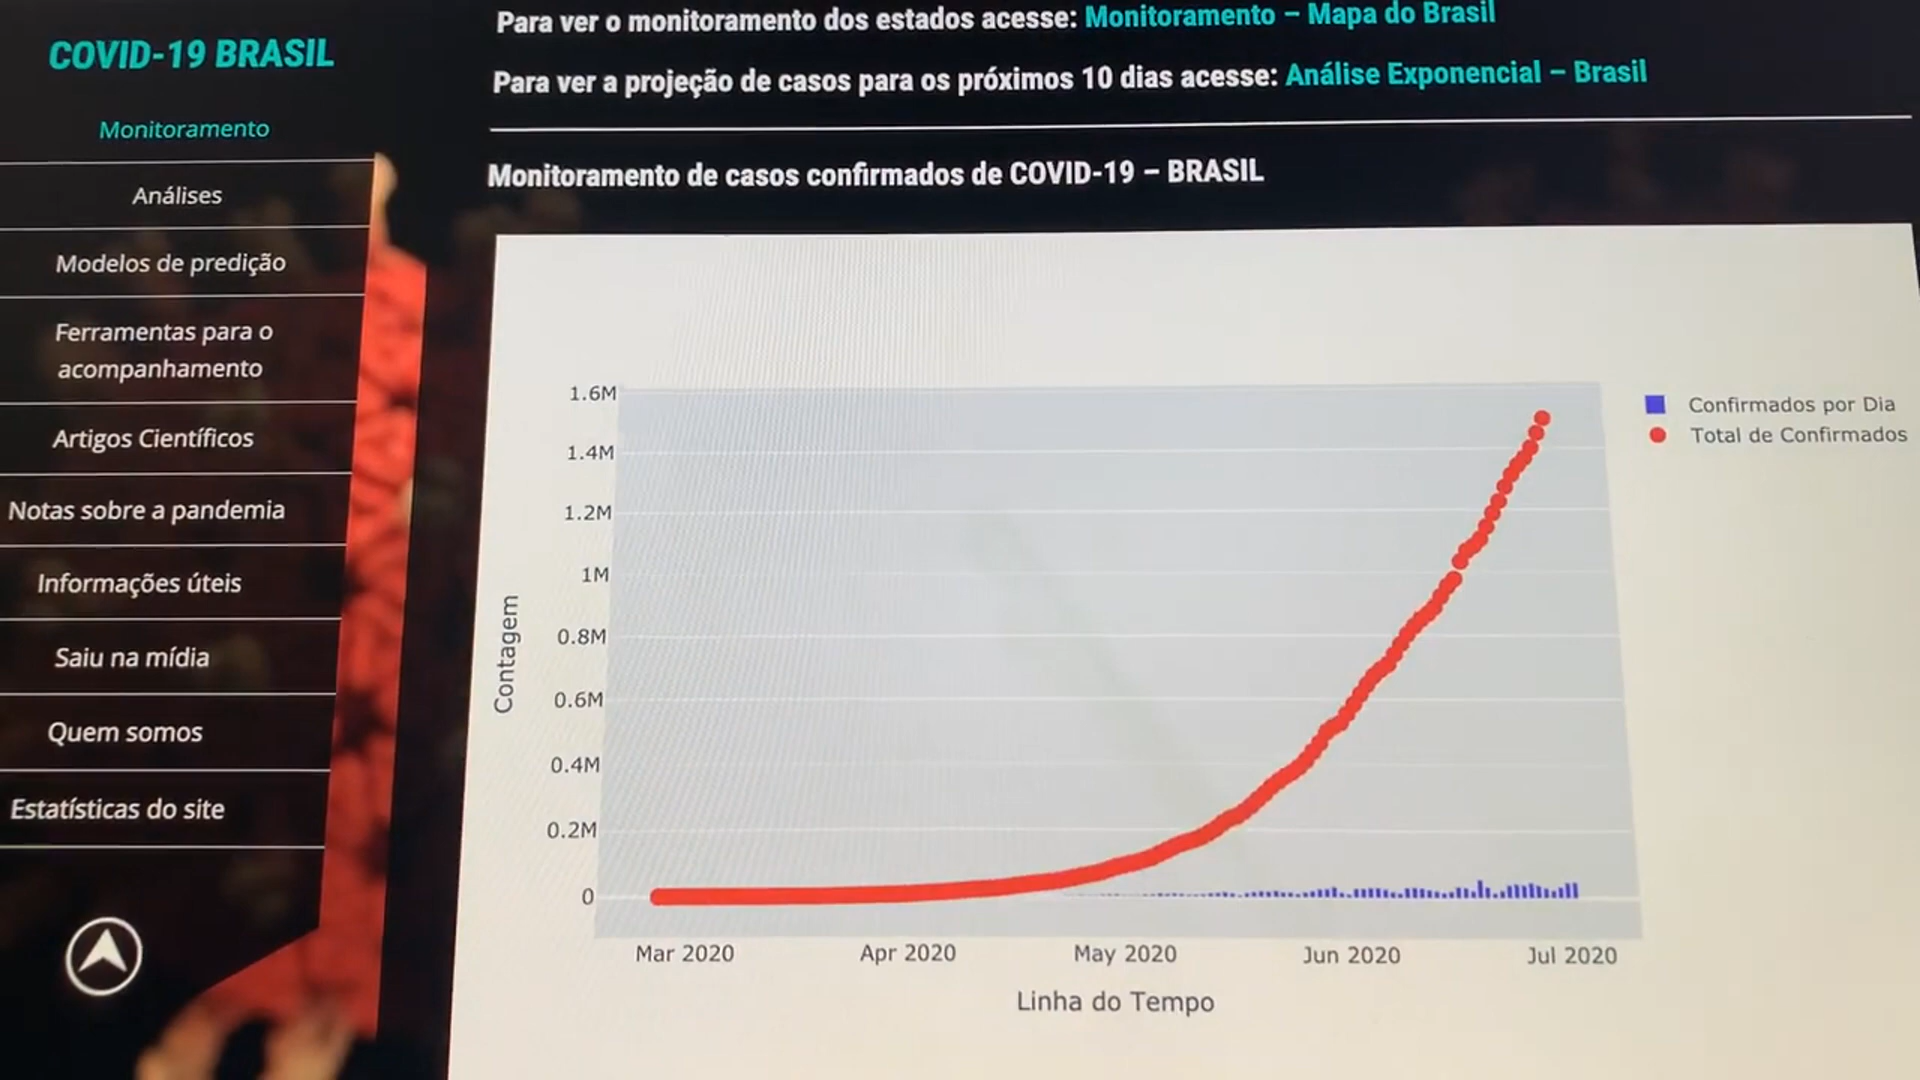 COVID-19 BRASIL
Monitoramento
Análises
Modelos de predição
Ferramentas para o
acompanhamento
Artigos Científicos
Notas sobre a pandemia
Informações úteis
Saiu na mídia
Quem somos
Estatísticas do site
Para ver o monitoramento dos estados acesse: Monitoramento – Mapa do Brasil
Para ver a projeção de casos para os próximos 10 dias acesse: Análise Exponencial – Brasil
Monitoramento de casos confirmados de COVID-19 – BRASIL
1.6M
1.4M
1.2M
1M
0.8M
0.6M
0.4M
0.2M
0
Contagem
Mar 2020 Apr 2020 May 2020 Jun 2020 Jul 2020
Linha do Tempo
Confirmados por Dia
Total de Confirmados